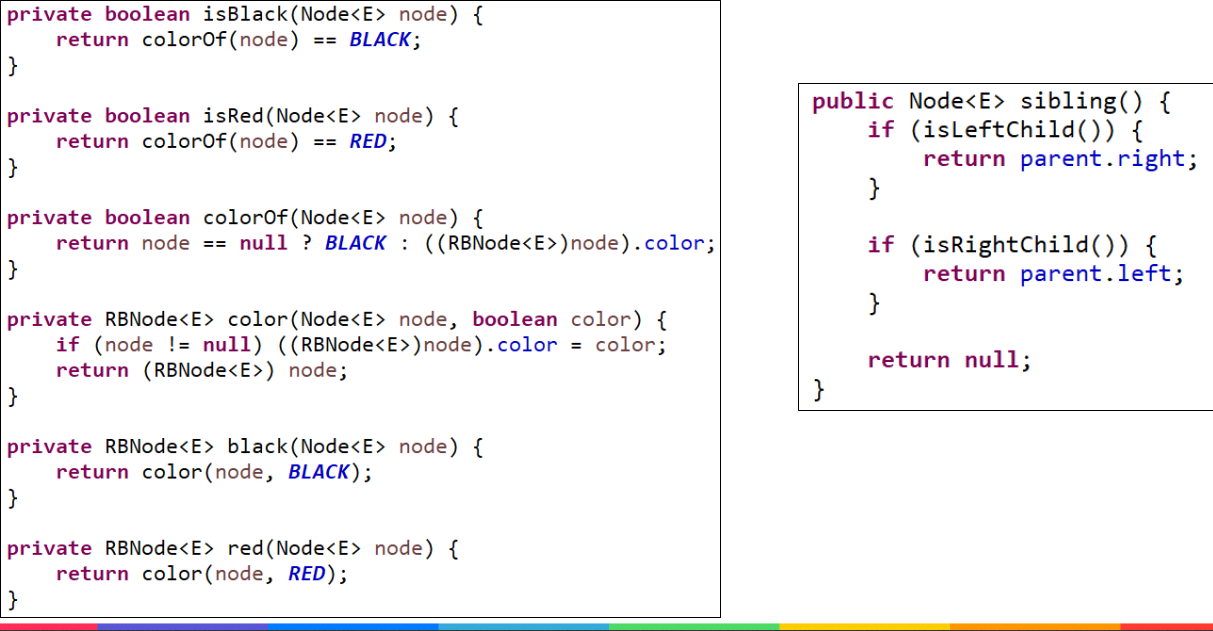 private boolean isBlack(Node<E> node) {
    return colorOf(node) == BLACK;
}

private boolean isRed(Node<E> node) {
    return colorOf(node) == RED;
}

private boolean colorOf(Node<E> node) {
    return node == null ? BLACK : ((RBNode<E>)node).color;
}

private RBNode<E> color(Node<E> node, boolean color) {
    if (node != null) ((RBNode<E>)node).color = color;
    return (RBNode<E>) node;
}

private RBNode<E> black(Node<E> node) {
    return color(node, BLACK);
}

private RBNode<E> red(Node<E> node) {
    return color(node, RED);
}

public Node<E> sibling() {
    if (isLeftChild()) {
        return parent.right;
    }

    if (isRightChild()) {
        return parent.left;
    }

    return null;
}